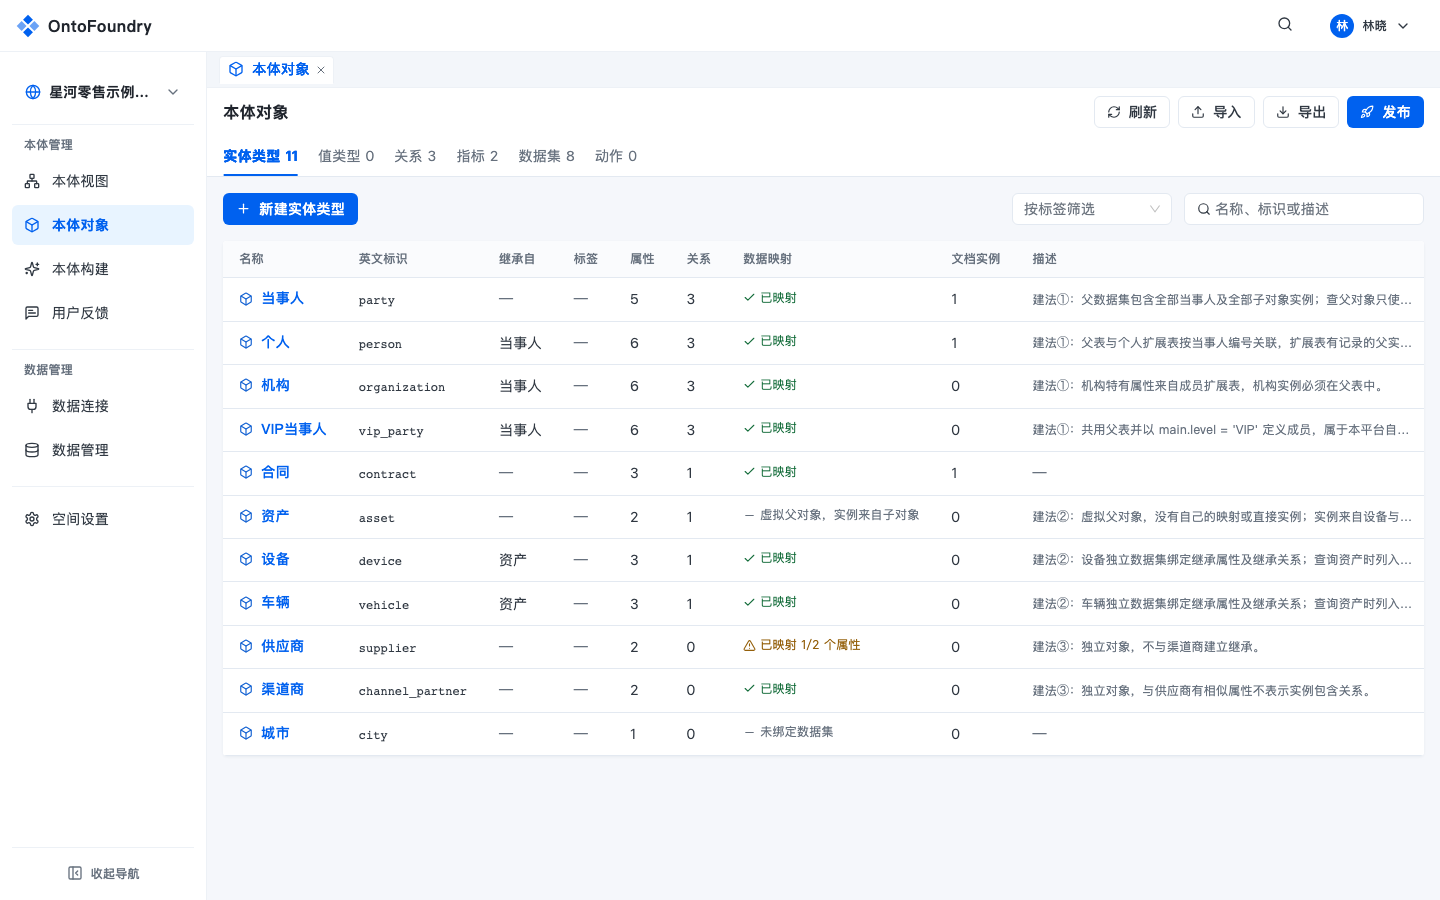 OntoFoundry
林 林晓
星河零售示例...
本体管理
本体视图
本体对象
本体构建
用户反馈
数据管理
数据连接
数据管理
空间设置
收起导航
本体对象
本体对象
刷新 导入 导出 发布
实体类型 11 值类型 0 关系 3 指标 2 数据集 8 动作 0
新建实体类型 按标签筛选 名称、标识或描述
名称 英文标识 继承自 标签 属性 关系 数据映射 文档实例 描述
当事人 party — — 5 3 已映射 1 建法①：父数据集包含全部当事人及全部子对象实例；查父对象只使...
个人 person 当事人 — 6 3 已映射 1 建法①：父表与个人扩展表按当事人编号关联，扩展表有记录的父实...
机构 organization 当事人 — 6 3 已映射 0 建法①：机构特有属性来自成员扩展表，机构实例必须在父表中。
VIP当事人 vip_party 当事人 — 6 3 已映射 0 建法①：共用父表并以 main.level = 'VIP' 定义成员，属于本平台自...
合同 contract — — 3 1 已映射 1 —
资产 asset — — 2 1 — 虚拟父对象，实例来自子对象 0 建法②：虚拟父对象，没有自己的映射或直接实例；实例来自设备与...
设备 device 资产 — 3 1 已映射 0 建法②：设备独立数据集绑定继承属性及继承关系；查询资产时列入...
车辆 vehicle 资产 — 3 1 已映射 0 建法②：车辆独立数据集绑定继承属性及继承关系；查询资产时列入...
供应商 supplier — — 2 0 已映射 1/2 个属性 0 建法③：独立对象，不与渠道商建立继承。
渠道商 channel_partner — — 2 0 已映射 0 建法③：独立对象，与供应商有相似属性不表示实例包含关系。
城市 city — — 1 0 — 未绑定数据集 0 —